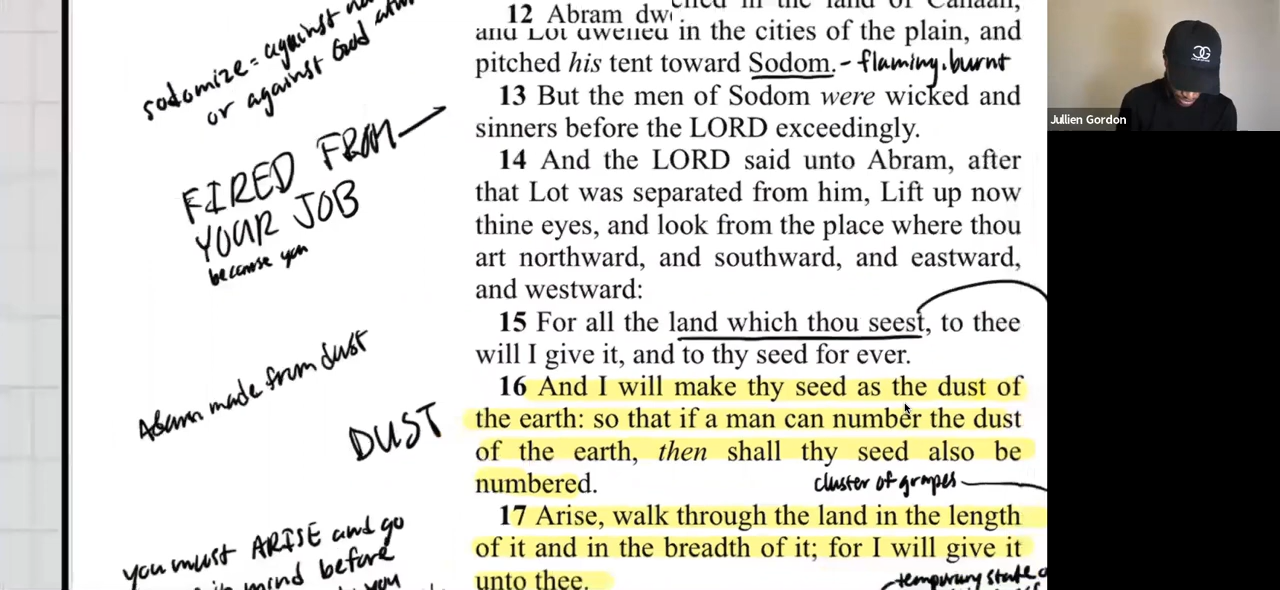 sodomize = against
or against God
FIRED FROM
YOUR JOB
because you
Adam made from dust
DUST
you must ARISE and go
mind before
you
12 Abram
and Lot dwelled in the cities of the plain, and
pitched his tent toward Sodom. - flaming, burnt
13 But the men of Sodom were wicked and
sinners before the LORD exceedingly.
14 And the LORD said unto Abram, after
that Lot was separated from him, Lift up now
thine eyes, and look from the place where thou
art northward, and southward, and eastward,
and westward:
15 For all the land which thou seest, to thee
will I give it, and to thy seed for ever.
16 And I will make thy seed as the dust of
the earth: so that if a man can number the dust
of the earth, then shall thy seed also be
numbered.
cluster of grapes
17 Arise, walk through the land in the length
of it and in the breadth of it; for I will give it
unto thee.
temporary state
Jullien Gordon